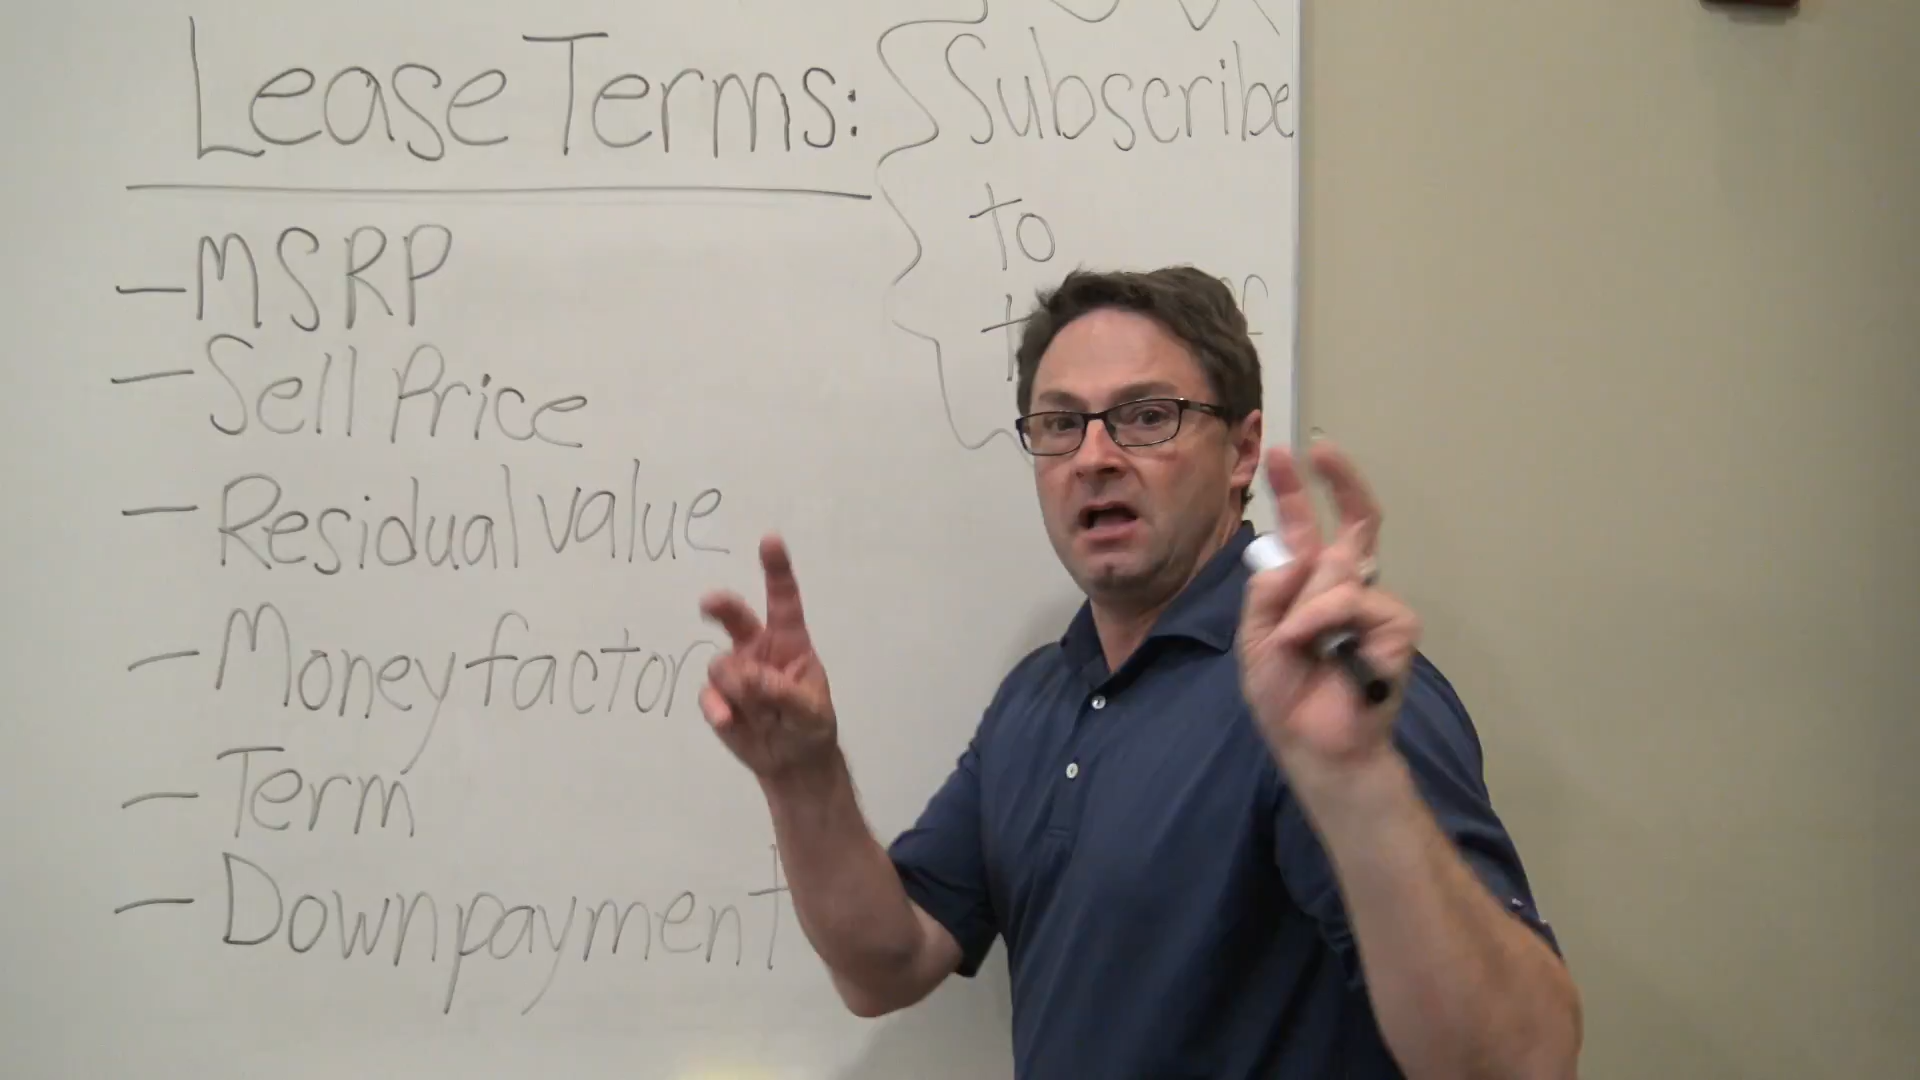 Lease Terms:
- MSRP
- Sell Price
- Residual value
- Money factor
- Term
- Downpayment
Subscribe
to